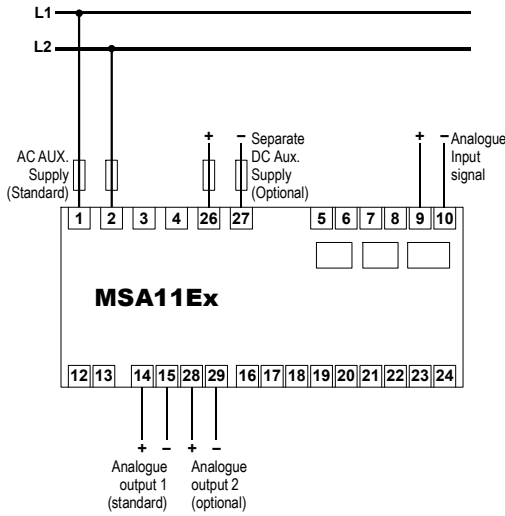 L1
L2
+ − Separate
DC Aux.
Supply
(Optional)
AC AUX.
Supply
(Standard)
+ − Analogue
Input
signal
1 2 3 4 26 27 5 6 7 8 9 10
MSA11Ex
12 13 14 15 28 29 16 17 18 19 20 21 22 23 24
+ − + −
Analogue
output 1
(standard)
Analogue
output 2
(optional)